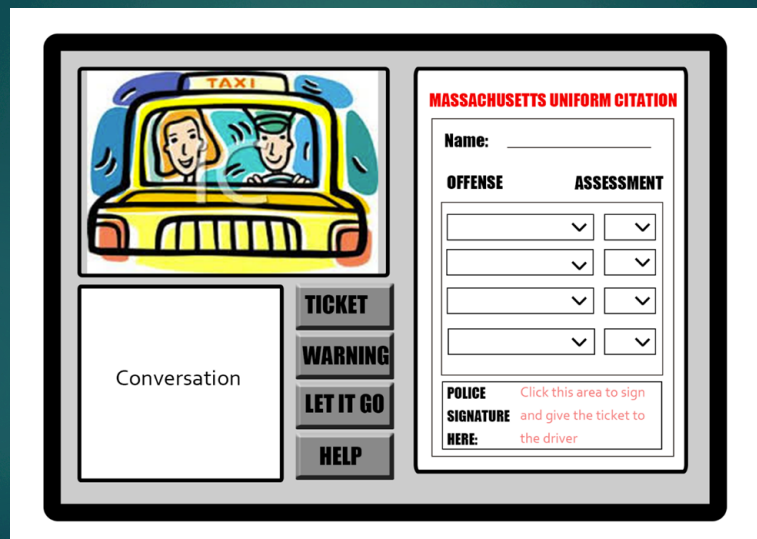 TAXI
iC
MASSACHUSETTS UNIFORM CITATION
Name:
OFFENSE ASSESSMENT
Conversation
TICKET
WARNING
LET IT GO
HELP
POLICE
SIGNATURE
HERE:
Click this area to sign
and give the ticket to
the driver